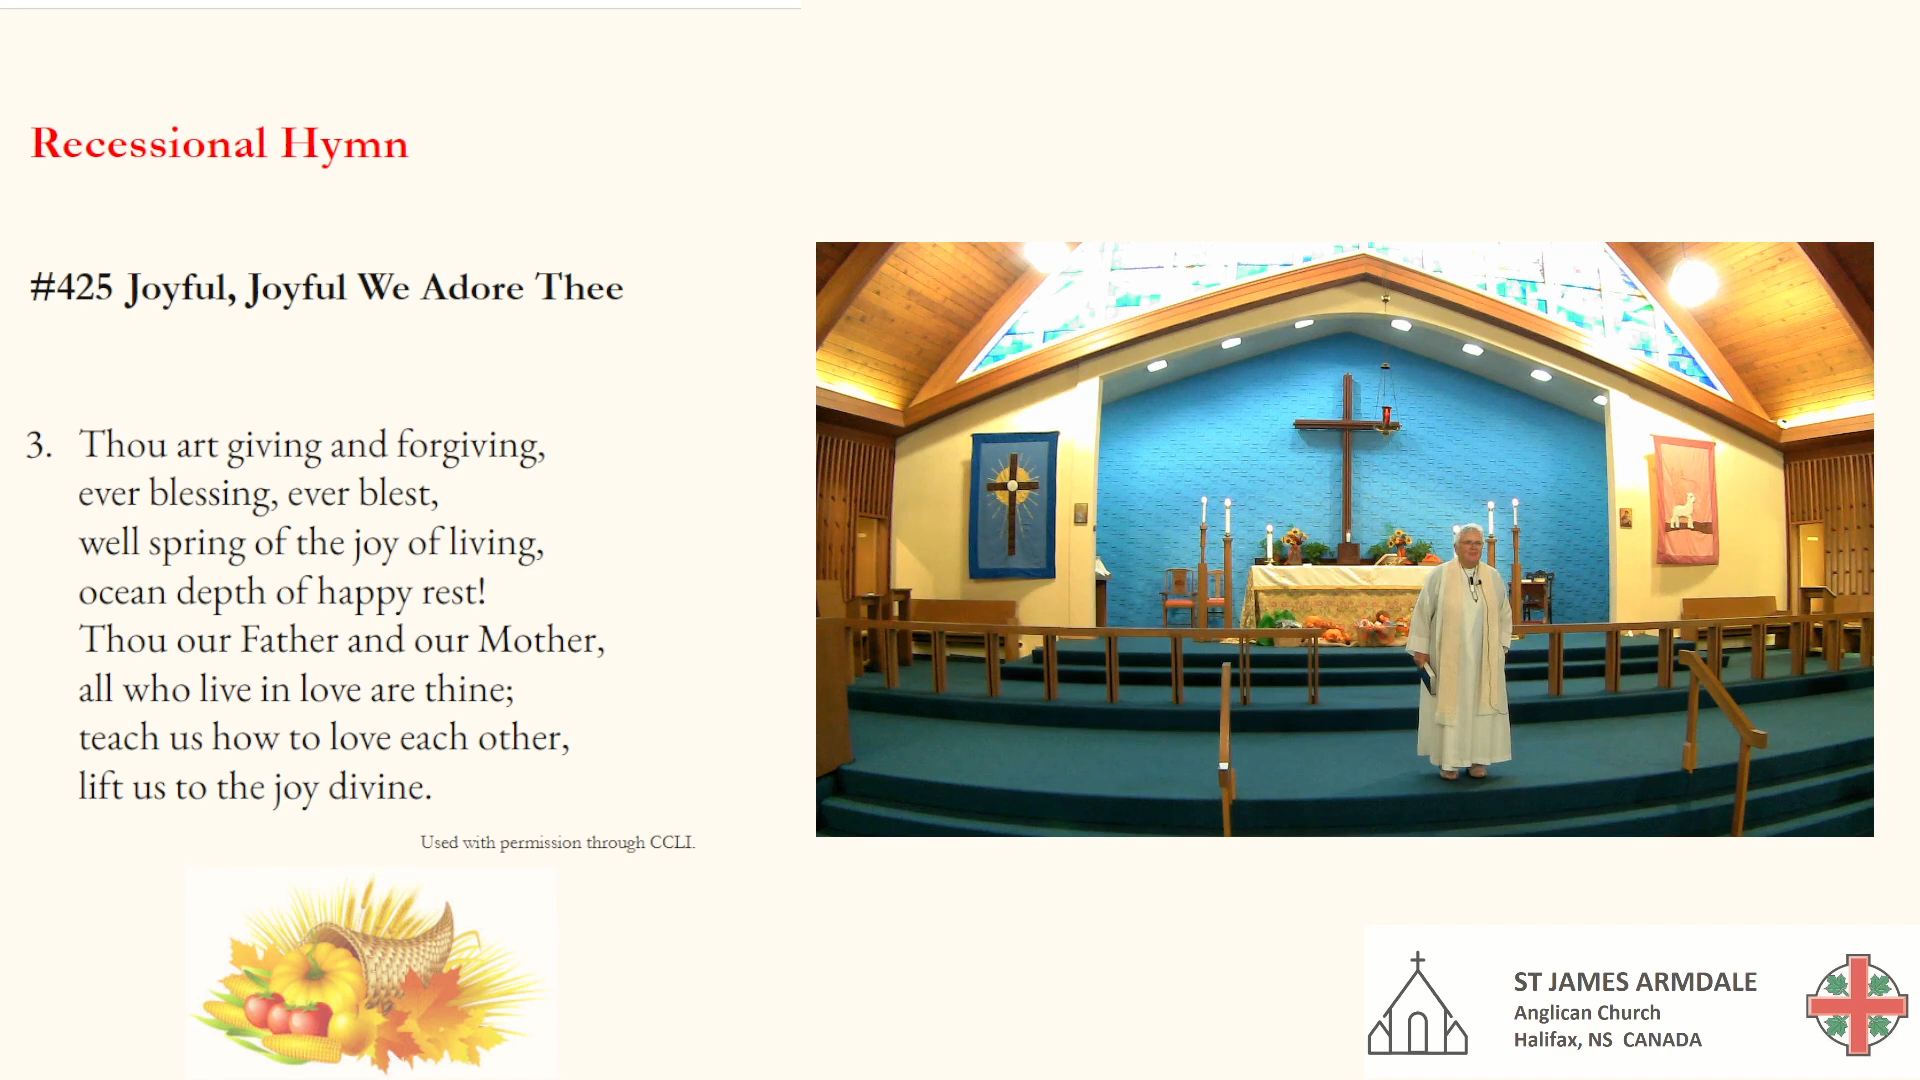 Recessional Hymn
#425 Joyful, Joyful We Adore Thee
3. Thou art giving and forgiving,
ever blessing, ever blest,
well spring of the joy of living,
ocean depth of happy rest!
Thou our Father and our Mother,
all who live in love are thine;
teach us how to love each other,
lift us to the joy divine.
Used with permission through CCLI.
ST JAMES ARMDALE
Anglican Church
Halifax, NS CANADA